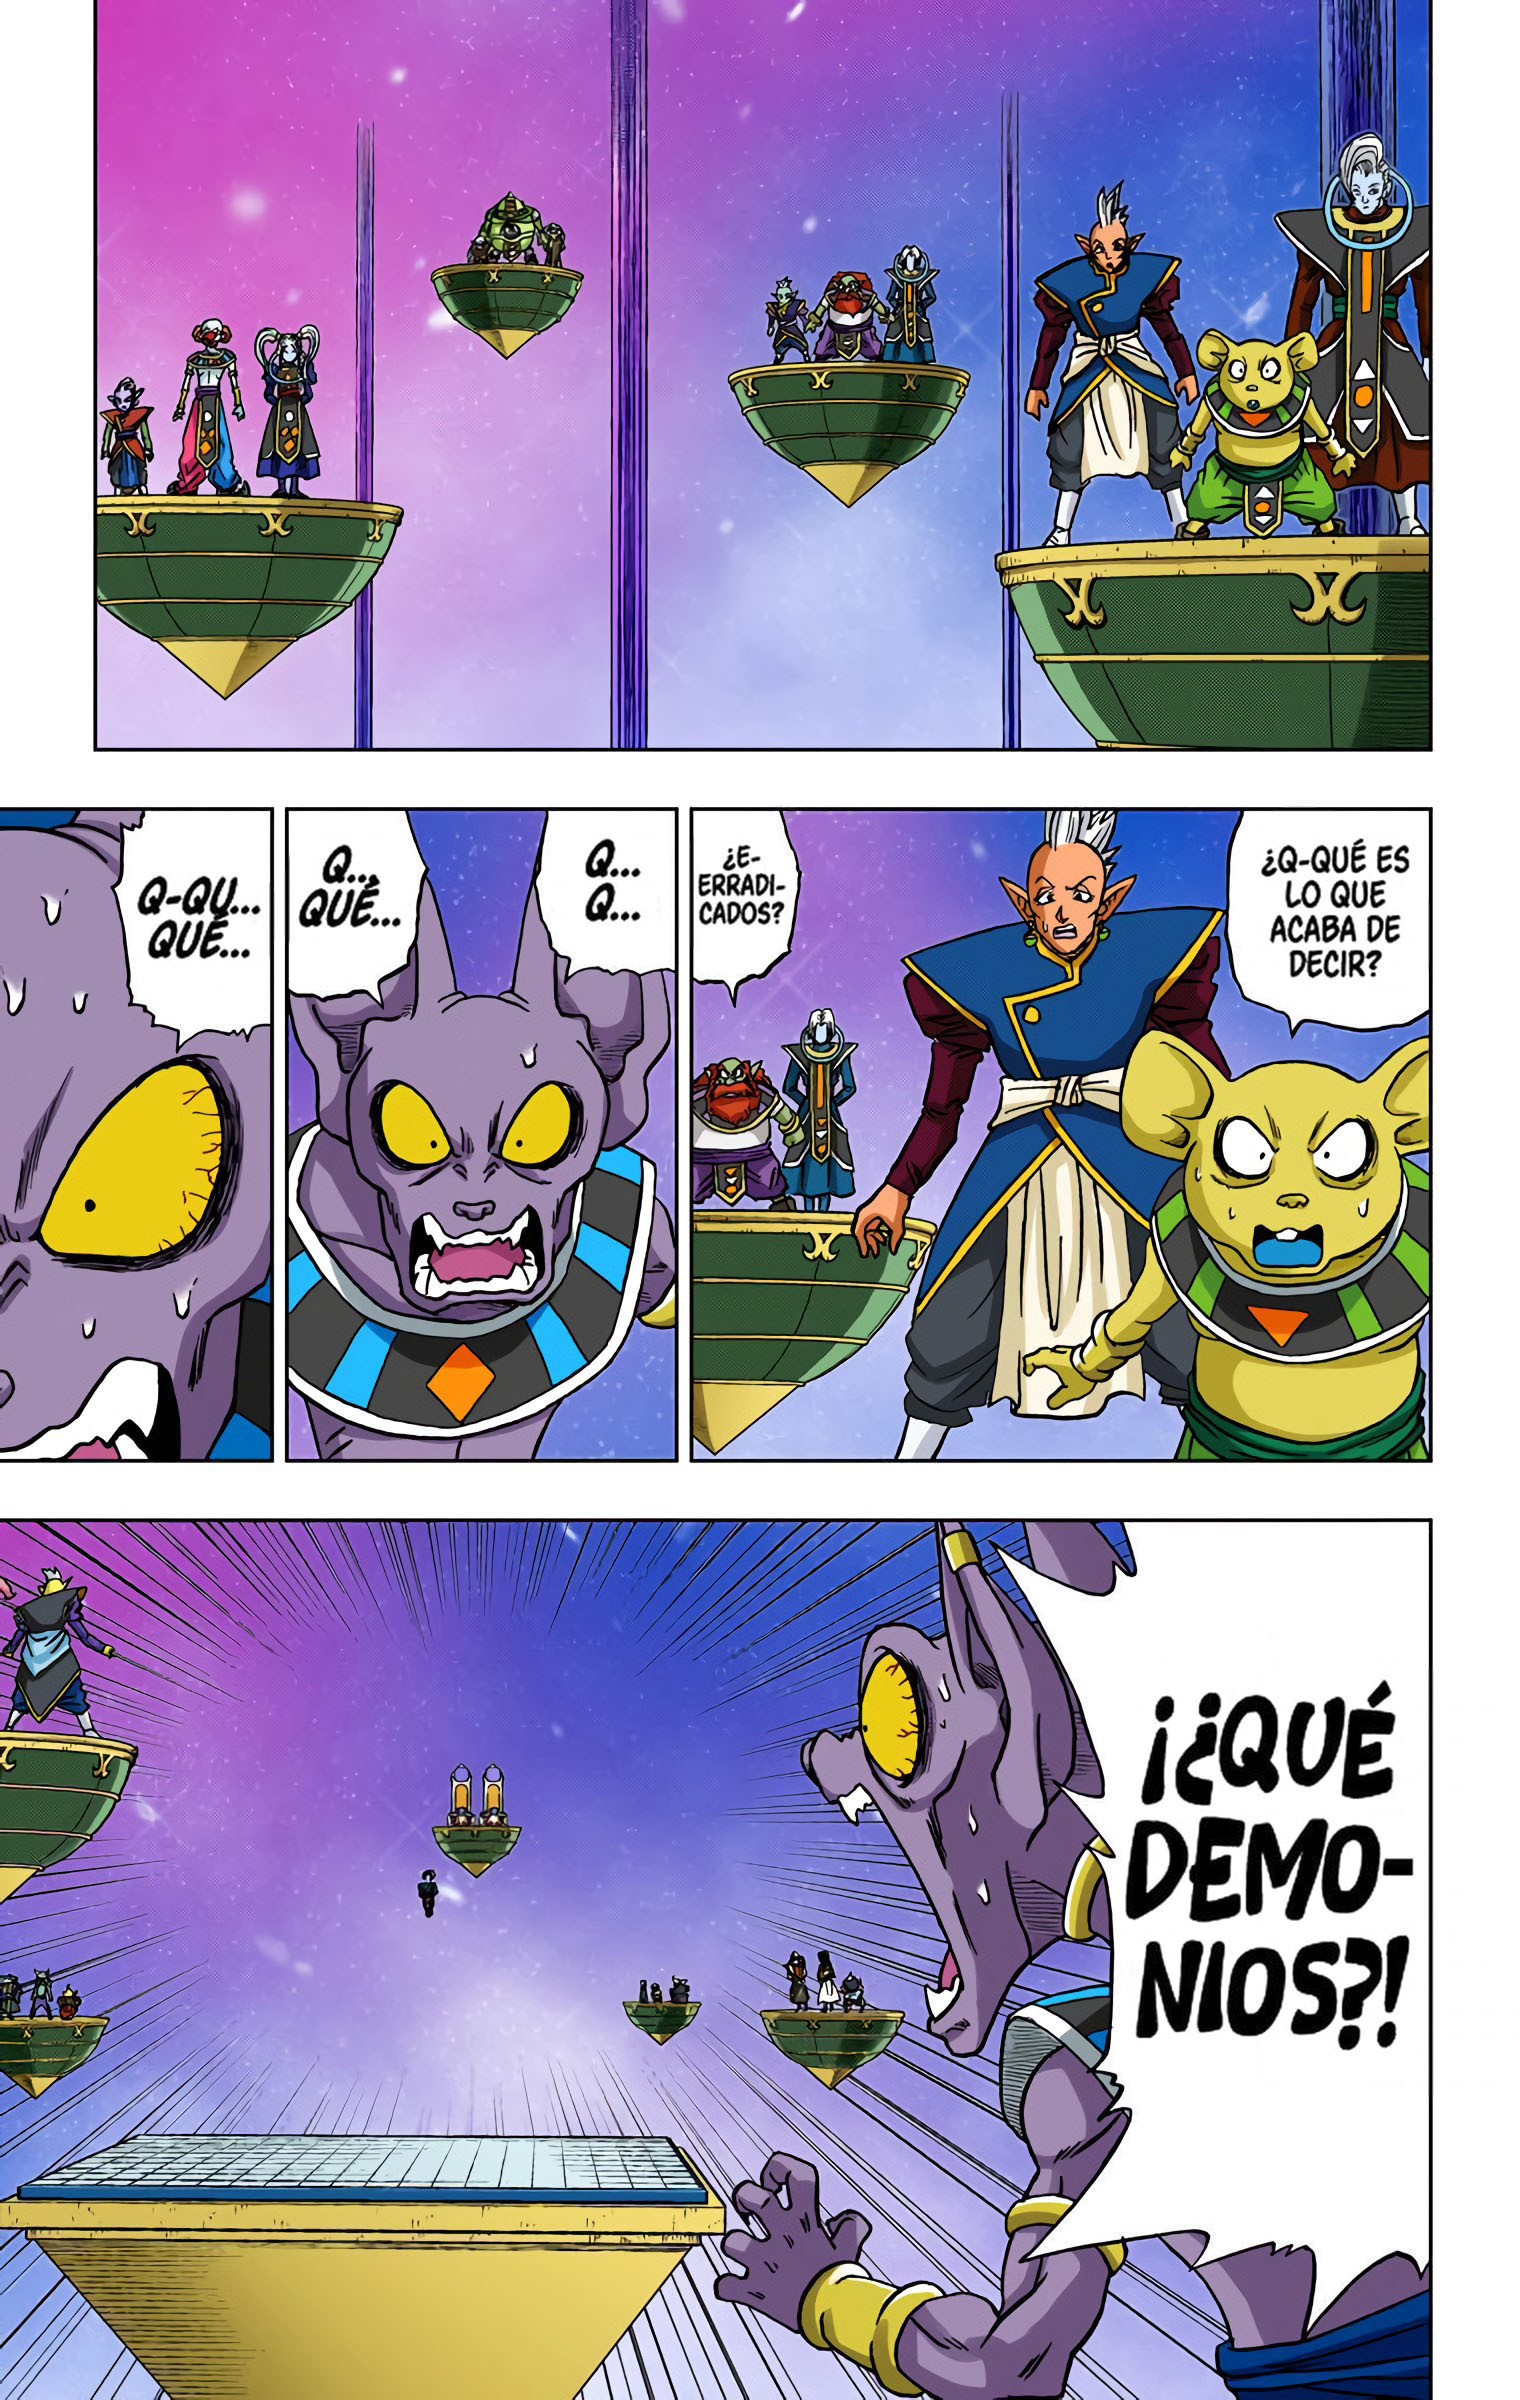 ¿Q-QUÉ ES
LO QUE
ACABA DE
DECIR?
¿E-
ERRADI-
CADOS?
Q...
Q...
Q...
QUÉ...
Q-QU...
QUÉ...
¡¿QUÉ
DEMO-
NIOS?!